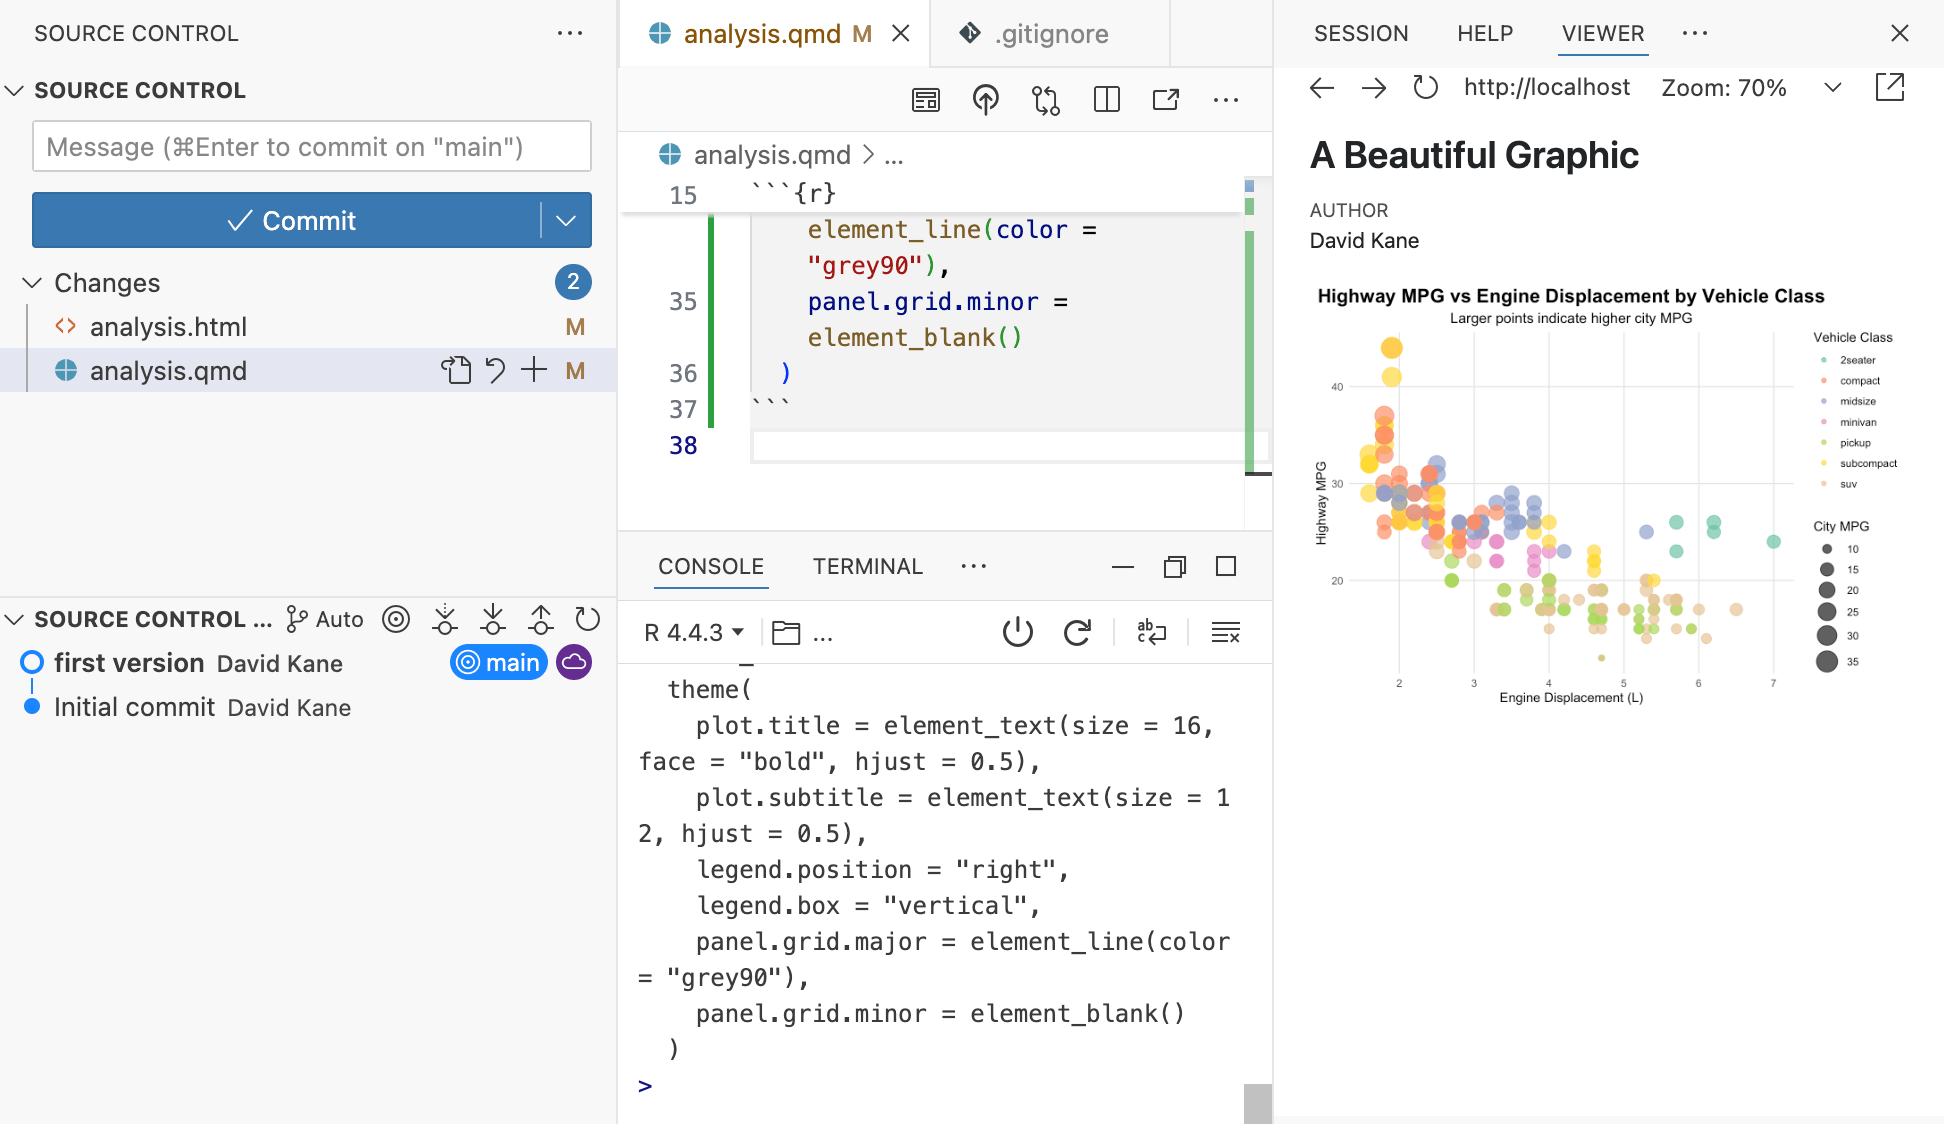 SOURCE CONTROL
SOURCE CONTROL
Message (⌘Enter to commit on "main")
Commit
Changes 2
analysis.html M
analysis.qmd M
SOURCE CONTROL ... Auto
first version David Kane main
Initial commit David Kane
analysis.qmd M
.gitignore
analysis.qmd > ...
15 ```{r}
element_line(color =
"grey90"),
35 panel.grid.minor =
element_blank()
36 )
37 ```
38
CONSOLE TERMINAL
R 4.4.3 ...
theme(
plot.title = element_text(size = 16,
face = "bold", hjust = 0.5),
plot.subtitle = element_text(size = 1
2, hjust = 0.5),
legend.position = "right",
legend.box = "vertical",
panel.grid.major = element_line(color
= "grey90"),
panel.grid.minor = element_blank()
)
>
SESSION HELP VIEWER
http://localhost Zoom: 70%
A Beautiful Graphic
AUTHOR
David Kane
Highway MPG vs Engine Displacement by Vehicle Class
Larger points indicate higher city MPG
Highway MPG
40
30
20
2 3 4 5 6 7
Engine Displacement (L)
Vehicle Class
2seater
compact
midsize
minivan
pickup
subcompact
suv
City MPG
10
15
20
25
30
35